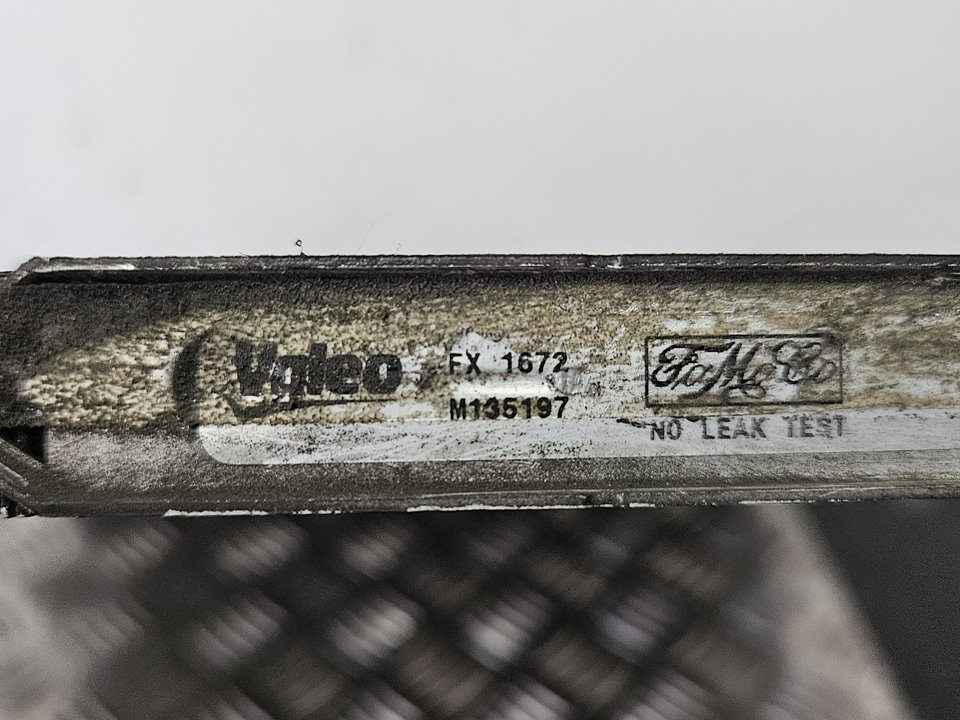 Valeo
FX 1672
M135197
FoMoCo
NO LEAK TEST